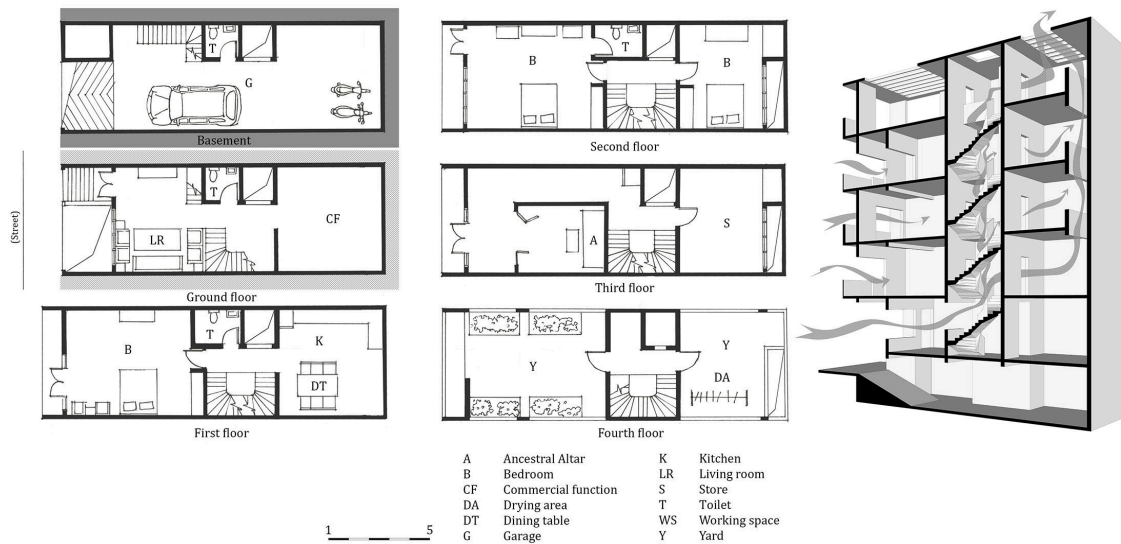 T
G
Basement
B
T
B
Second floor
(Street)
T
LR
CF
Ground floor
A
S
Third floor
B
T
K
DT
First floor
Y
Y
DA
Fourth floor
A Ancestral Altar
B Bedroom
CF Commercial function
DA Drying area
DT Dining table
G Garage
K Kitchen
LR Living room
S Store
T Toilet
WS Working space
Y Yard
1 5